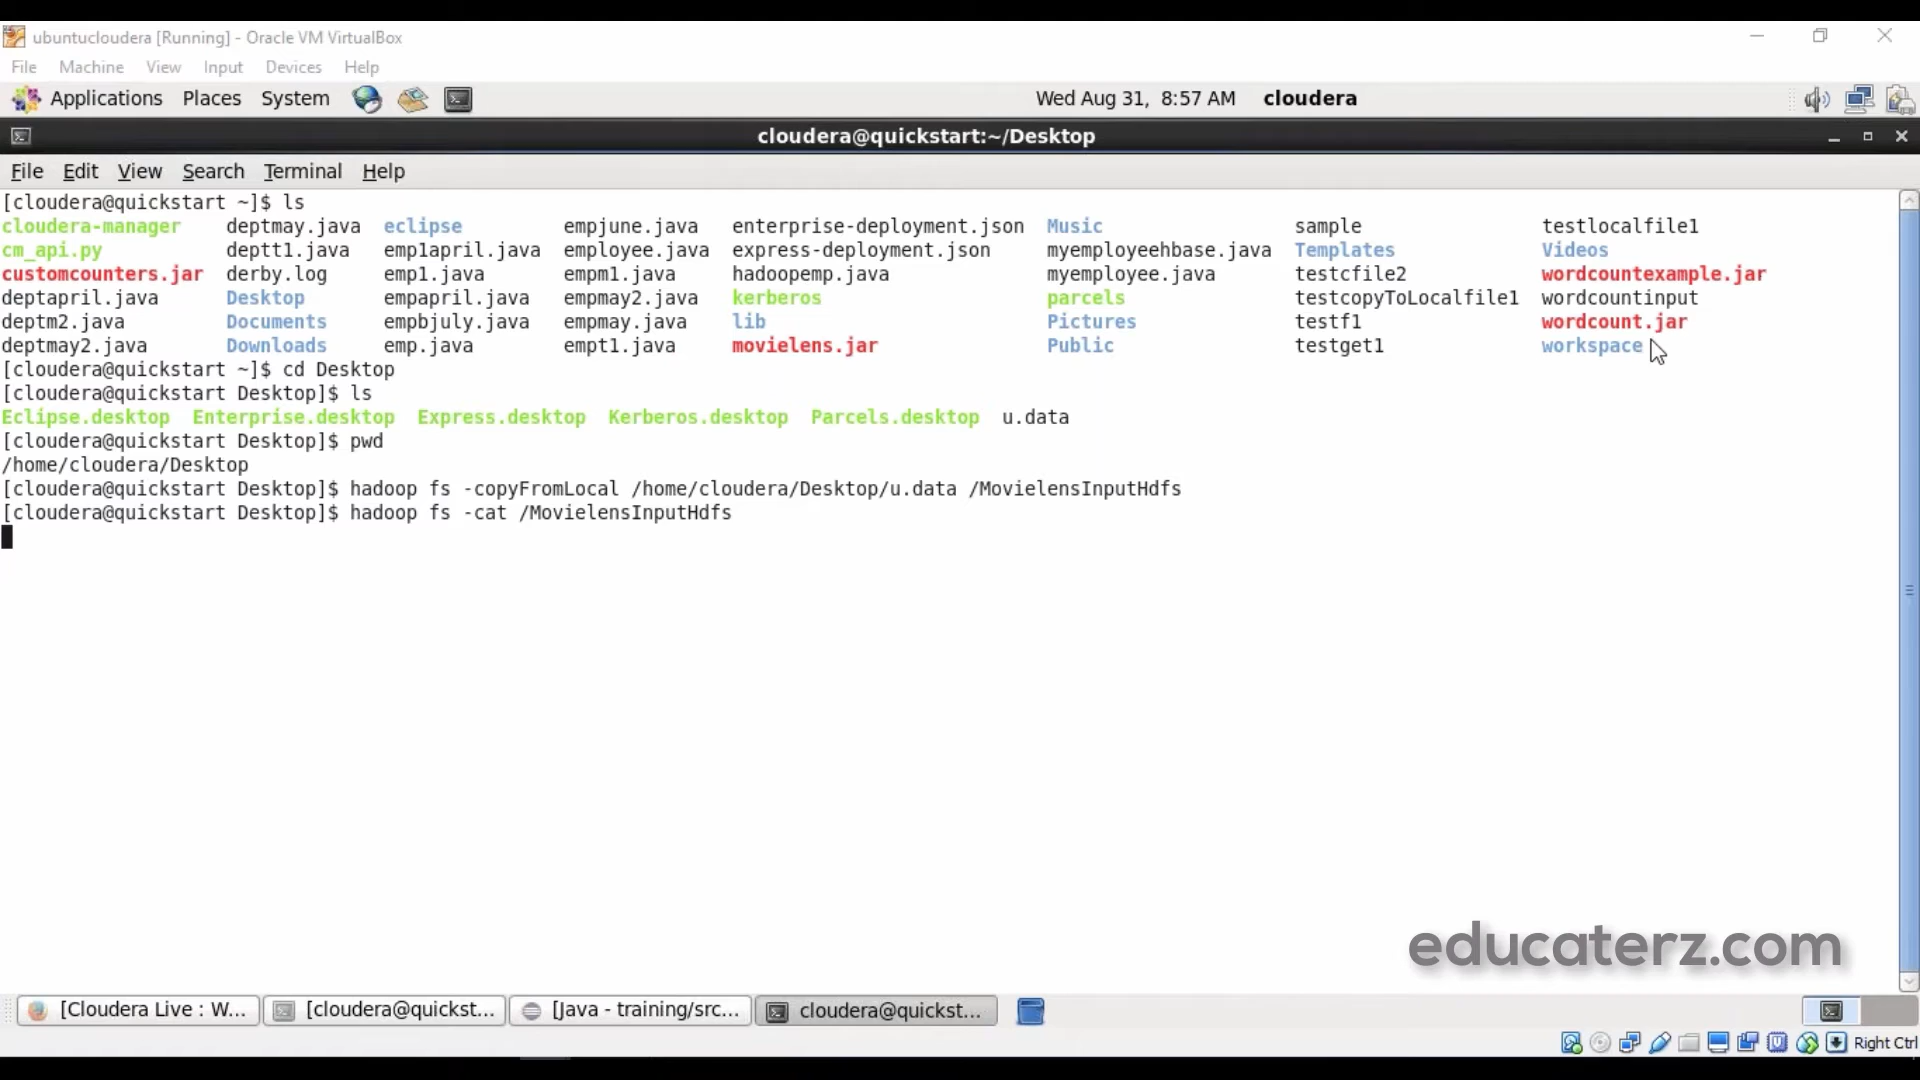 ubuntucloudera [Running] - Oracle VM VirtualBox
File Machine View Input Devices Help
Applications Places System Wed Aug 31, 8:57 AM cloudera
cloudera@quickstart:~/Desktop
File Edit View Search Terminal Help
[cloudera@quickstart ~]$ ls
cloudera-manager deptmay.java eclipse empjune.java enterprise-deployment.json Music sample testlocalfile1
cm_api.py deptt1.java emp1april.java employee.java express-deployment.json myemployeehbase.java Templates Videos
customcounters.jar derby.log emp1.java empm1.java hadoopemp.java myemployee.java testcfile2 wordcountexample.jar
deptapril.java Desktop empapril.java empmay2.java kerberos parcels testcopyToLocalfile1 wordcountinput
deptm2.java Documents empbjuly.java empmay.java lib Pictures testf1 wordcount.jar
deptmay2.java Downloads emp.java empt1.java movielens.jar Public testget1 workspace
[cloudera@quickstart ~]$ cd Desktop
[cloudera@quickstart Desktop]$ ls
Eclipse.desktop Enterprise.desktop Express.desktop Kerberos.desktop Parcels.desktop u.data
[cloudera@quickstart Desktop]$ pwd
/home/cloudera/Desktop
[cloudera@quickstart Desktop]$ hadoop fs -copyFromLocal /home/cloudera/Desktop/u.data /MovielensInputHdfs
[cloudera@quickstart Desktop]$ hadoop fs -cat /MovielensInputHdfs
educaterz.com
[Cloudera Live : W... [cloudera@quickst... [Java - training/src... cloudera@quickst...
Right Ctrl